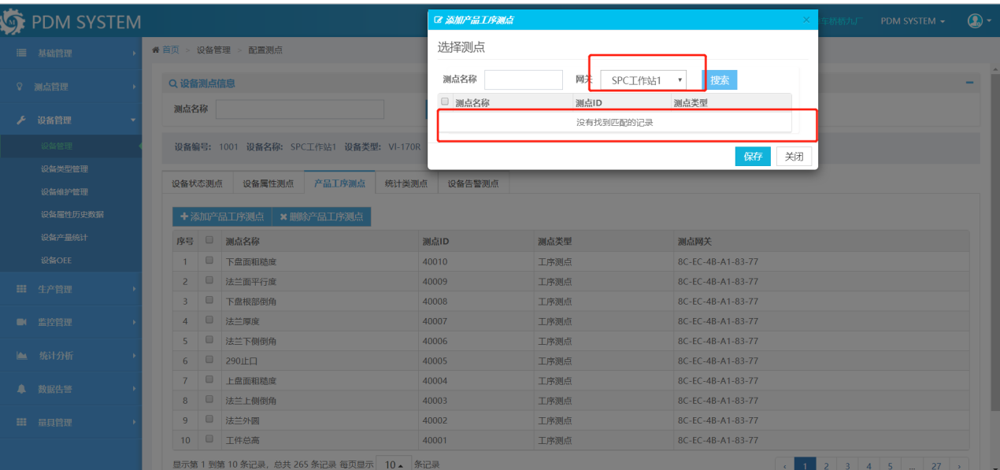 PDM SYSTEM
添加产品工序测点
×
车桥桥九厂
PDM SYSTEM
基础管理
测点管理
设备管理
设备管理
设备类型管理
设备维护管理
设备属性历史数据
设备产量统计
设备OEE
生产管理
监控管理
统计分析
数据告警
量目管理
首页 > 设备管理 > 配置测点
设备测点信息
测点名称
选择测点
测点名称 网关 SPC工作站1 搜索
测点名称 测点ID 测点类型
没有找到匹配的记录
保存 关闭
设备编号: 1001 设备名称: SPC工作站1 设备类型: Vl-170R
设备状态测点 设备属性测点 产品工序测点 统计类测点 设备告警测点
添加产品工序测点 删除产品工序测点
序号 测点名称 测点ID 测点类型 测点网关
1 下盘面粗糙度 40010 工序测点 8C-EC-4B-A1-83-77
2 法兰面平行度 40009 工序测点 8C-EC-4B-A1-83-77
3 下盘根部倒角 40008 工序测点 8C-EC-4B-A1-83-77
4 法兰厚度 40007 工序测点 8C-EC-4B-A1-83-77
5 法兰下侧倒角 40006 工序测点 8C-EC-4B-A1-83-77
6 290止口 40005 工序测点 8C-EC-4B-A1-83-77
7 上盘面粗糙度 40004 工序测点 8C-EC-4B-A1-83-77
8 法兰上侧倒角 40003 工序测点 8C-EC-4B-A1-83-77
9 法兰外圆 40002 工序测点 8C-EC-4B-A1-83-77
10 工件总高 40001 工序测点 8C-EC-4B-A1-83-77
显示第 1 到第 10 条记录, 总共 265 条记录 每页显示 10 条记录
‹ 1 2 3 4 5 ... 27 ›